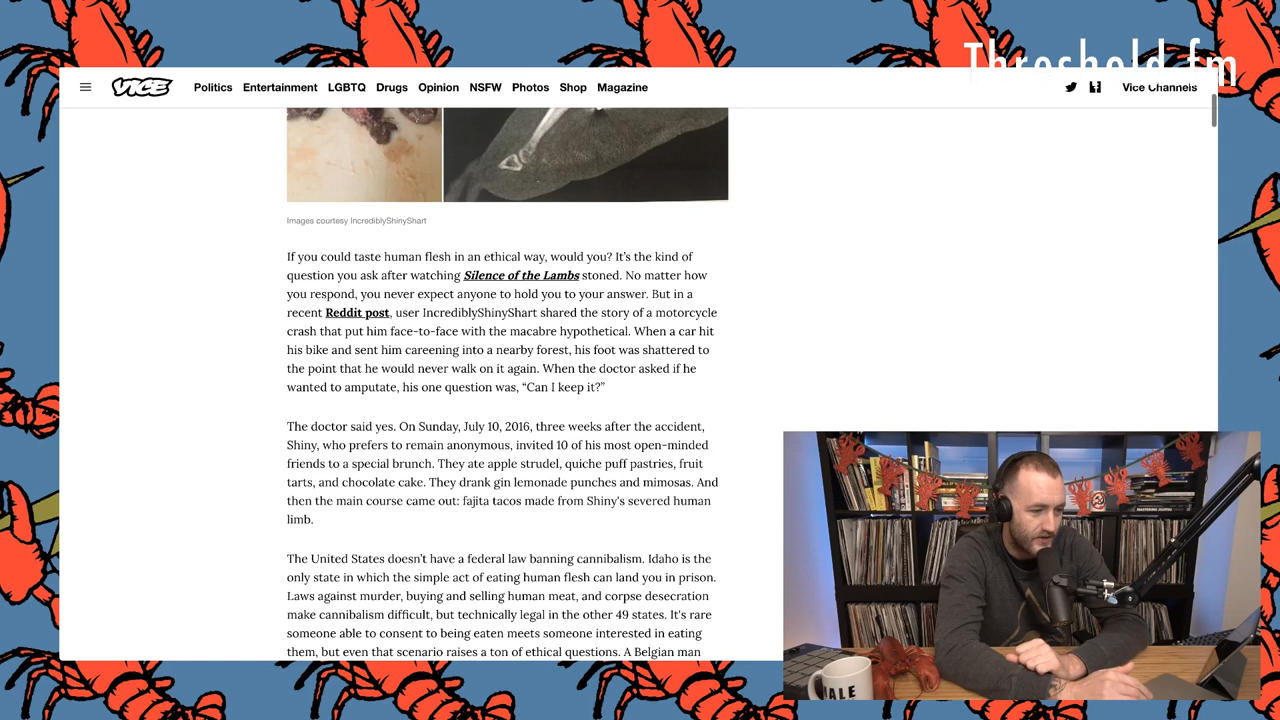 Threshold.fm
VICE
Politics Entertainment LGBTQ Drugs Opinion NSFW Photos Shop Magazine
Vice Channels
Images courtesy IncrediblyShinyShart
If you could taste human flesh in an ethical way, would you? It’s the kind of
question you ask after watching Silence of the Lambs stoned. No matter how
you respond, you never expect anyone to hold you to your answer. But in a
recent Reddit post, user IncrediblyShinyShart shared the story of a motorcycle
crash that put him face-to-face with the macabre hypothetical. When a car hit
his bike and sent him careening into a nearby forest, his foot was shattered to
the point that he would never walk on it again. When the doctor asked if he
wanted to amputate, his one question was, “Can I keep it?”
The doctor said yes. On Sunday, July 10, 2016, three weeks after the accident,
Shiny, who prefers to remain anonymous, invited 10 of his most open-minded
friends to a special brunch. They ate apple strudel, quiche puff pastries, fruit
tarts, and chocolate cake. They drank gin lemonade punches and mimosas. And
then the main course came out: fajita tacos made from Shiny's severed human
limb.
The United States doesn’t have a federal law banning cannibalism. Idaho is the
only state in which the simple act of eating human flesh can land you in prison.
Laws against murder, buying and selling human meat, and corpse desecration
make cannibalism difficult, but technically legal in the other 49 states. It's rare
someone able to consent to being eaten meets someone interested in eating
them, but even that scenario raises a ton of ethical questions. A Belgian man